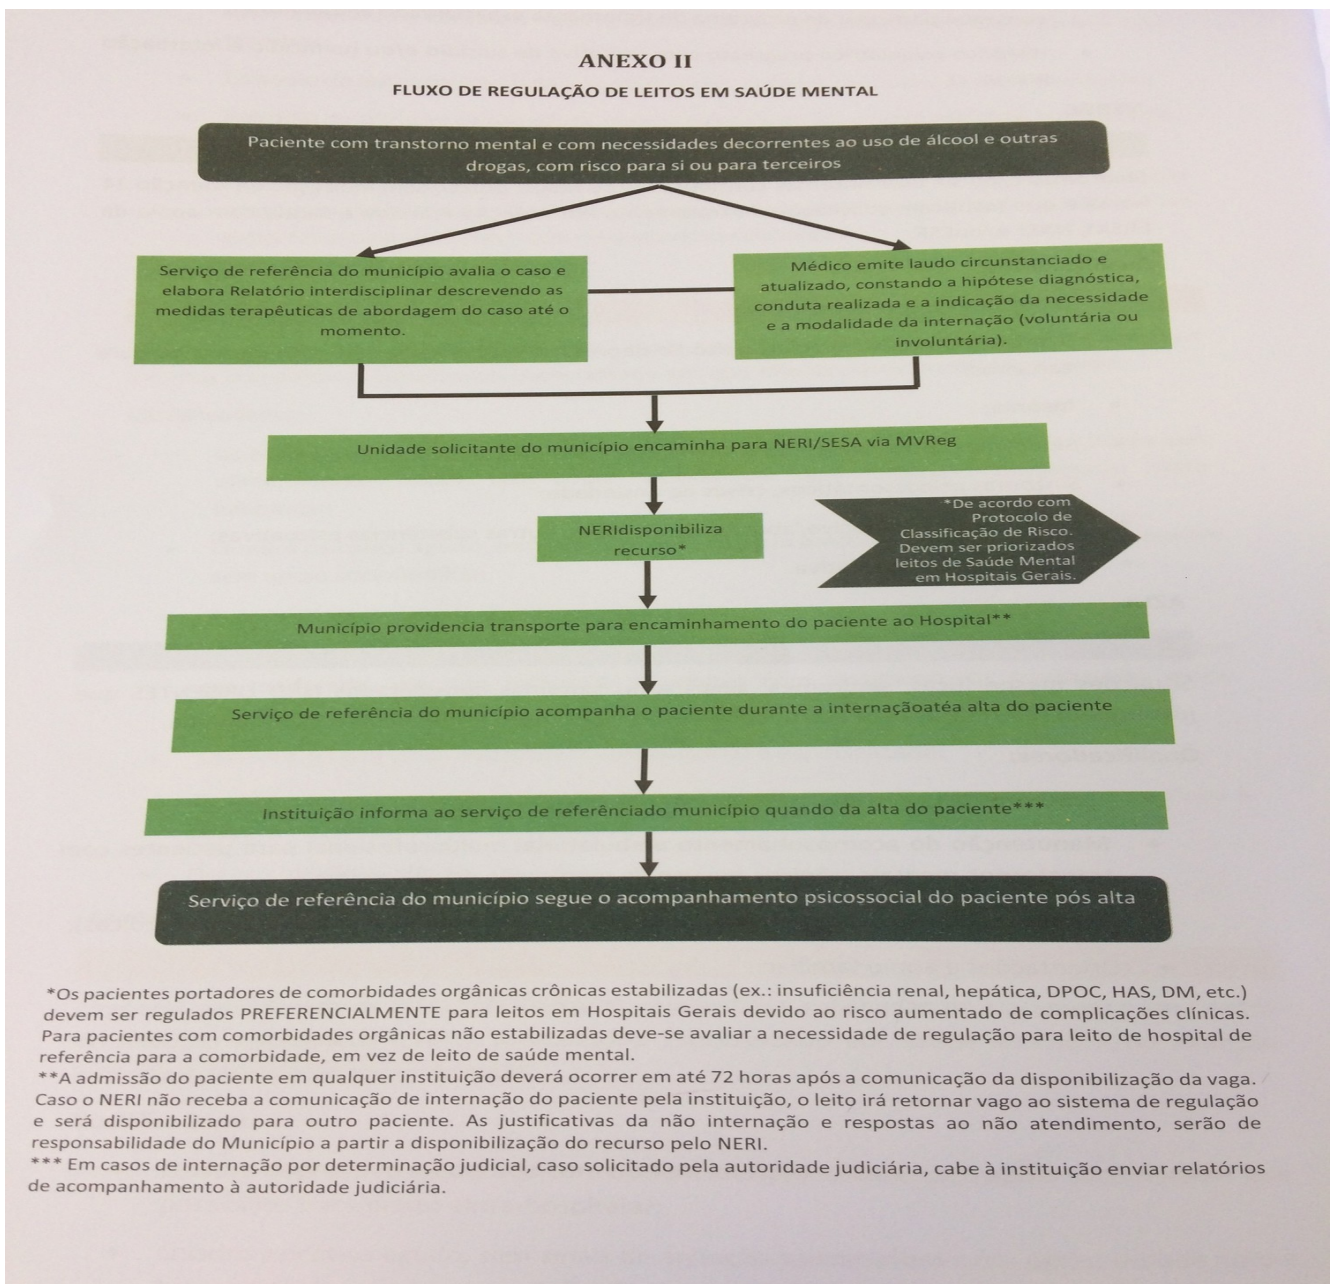 ANEXO II
FLUXO DE REGULAÇÃO DE LEITOS EM SAÚDE MENTAL
Paciente com transtorno mental e com necessidades decorrentes ao uso de álcool e outras
drogas, com risco para si ou para terceiros
Serviço de referência do município avalia o caso e
elabora Relatório interdisciplinar descrevendo as
medidas terapêuticas de abordagem do caso até o
momento.
Médico emite laudo circunstanciado e
atualizado, constando a hipótese diagnóstica,
conduta realizada e a indicação da necessidade
e a modalidade da internação (voluntária ou
involuntária).
Unidade solicitante do município encaminha para NERI/SESA via MVReg
NERIdisponibiliza
recurso*
*De acordo com
Protocolo de
Classificação de Risco.
Devem ser priorizados
leitos de Saúde Mental
em Hospitais Gerais.
Município providencia transporte para encaminhamento do paciente ao Hospital**
Serviço de referência do município acompanha o paciente durante a internaçãoatéa alta do paciente
Instituição informa ao serviço de referênciado município quando da alta do paciente***
Serviço de referência do município segue o acompanhamento psicossocial do paciente pós alta
*Os pacientes portadores de comorbidades orgânicas crônicas estabilizadas (ex.: insuficiência renal, hepática, DPOC, HAS, DM, etc.)
devem ser regulados PREFERENCIALMENTE para leitos em Hospitais Gerais devido ao risco aumentado de complicações clínicas.
Para pacientes com comorbidades orgânicas não estabilizadas deve-se avaliar a necessidade de regulação para leito de hospital de
referência para a comorbidade, em vez de leito de saúde mental.
**A admissão do paciente em qualquer instituição deverá ocorrer em até 72 horas após a comunicação da disponibilização da vaga.
Caso o NERI não receba a comunicação de internação do paciente pela instituição, o leito irá retornar vago ao sistema de regulação
e será disponibilizado para outro paciente. As justificativas da não internação e respostas ao não atendimento, serão de
responsabilidade do Município a partir a disponibilização do recurso pelo NERI.
*** Em casos de internação por determinação judicial, caso solicitado pela autoridade judiciária, cabe à instituição enviar relatórios
de acompanhamento à autoridade judiciária.